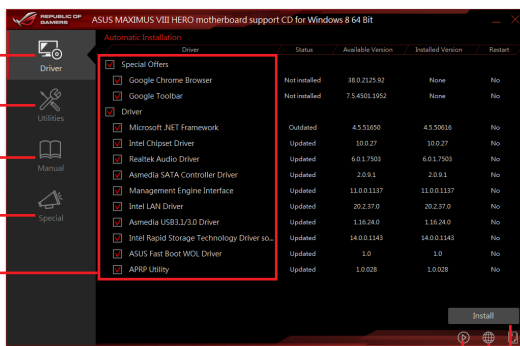 REPUBLIC OF GAMERS
ASUS MAXIMUS VIII HERO motherboard support CD for Windows 8 64 Bit
Automatic Installation
Driver Status Available Version Installed Version Restart
Special Offers
Google Chrome Browser Not installed 38.0.2125.92 None No
Google Toolbar Not installed 7.5.4501.1952 None No
Driver
Microsoft .NET Framework Outdated 4.5.51650 4.5.50616 No
Intel Chipset Driver Updated 10.0.27 10.0.27 No
Realtek Audio Driver Updated 6.0.1.7503 6.0.1.7503 No
Asmedia SATA Controller Driver Updated 2.0.9.1 2.0.9.1 No
Management Engine Interface Updated 11.0.0.1137 11.0.0.1137 No
Intel LAN Driver Updated 20.2.37.0 20.2.37.0 No
Asmedia USB3.1/3.0 Driver Updated 1.16.24.0 1.16.24.0 No
Intel Rapid Storage Technology Driver so... Updated 14.0.0.1143 14.0.0.1143 No
ASUS Fast Boot WOL Driver Updated 1.0 1.0 No
APRP Utility Updated 1.0.028 1.0.028 No
Driver
Utilities
Manual
Special
Install